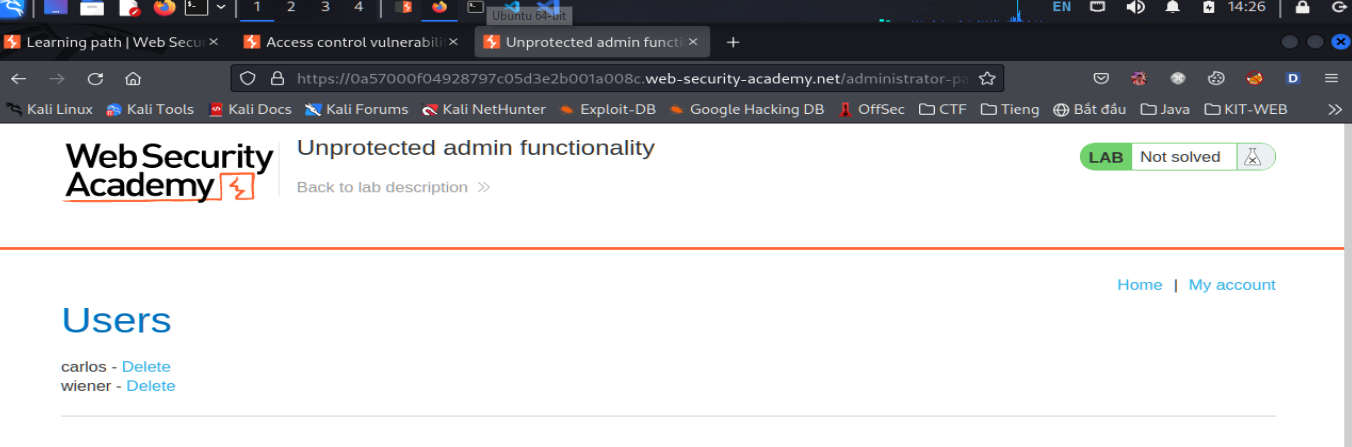 1 2 3 4 EN 14:26
Ubuntu 64-bit
Learning path | Web Secur Access control vulnerabili Unprotected admin functi
https://0a57000f04928797c05d3e2b001a008c.web-security-academy.net/administrator-pa
Kali Linux Kali Tools Kali Docs Kali Forums Kali NetHunter Exploit-DB Google Hacking DB OffSec CTF Tieng Bắt đầu Java KIT-WEB
Web Security
Academy
Unprotected admin functionality
Back to lab description
LAB Not solved
Home | My account
Users
carlos - Delete
wiener - Delete